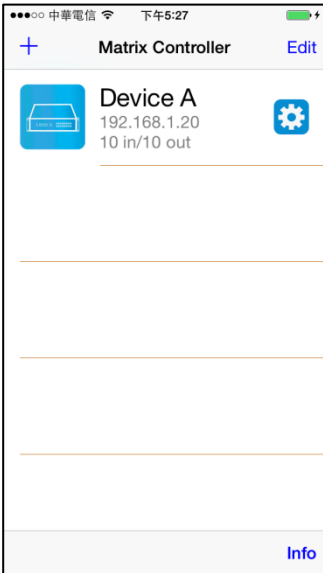 中華電信 下午5:27
+ Matrix Controller Edit
Device A
192.168.1.20
10 in/10 out
Info